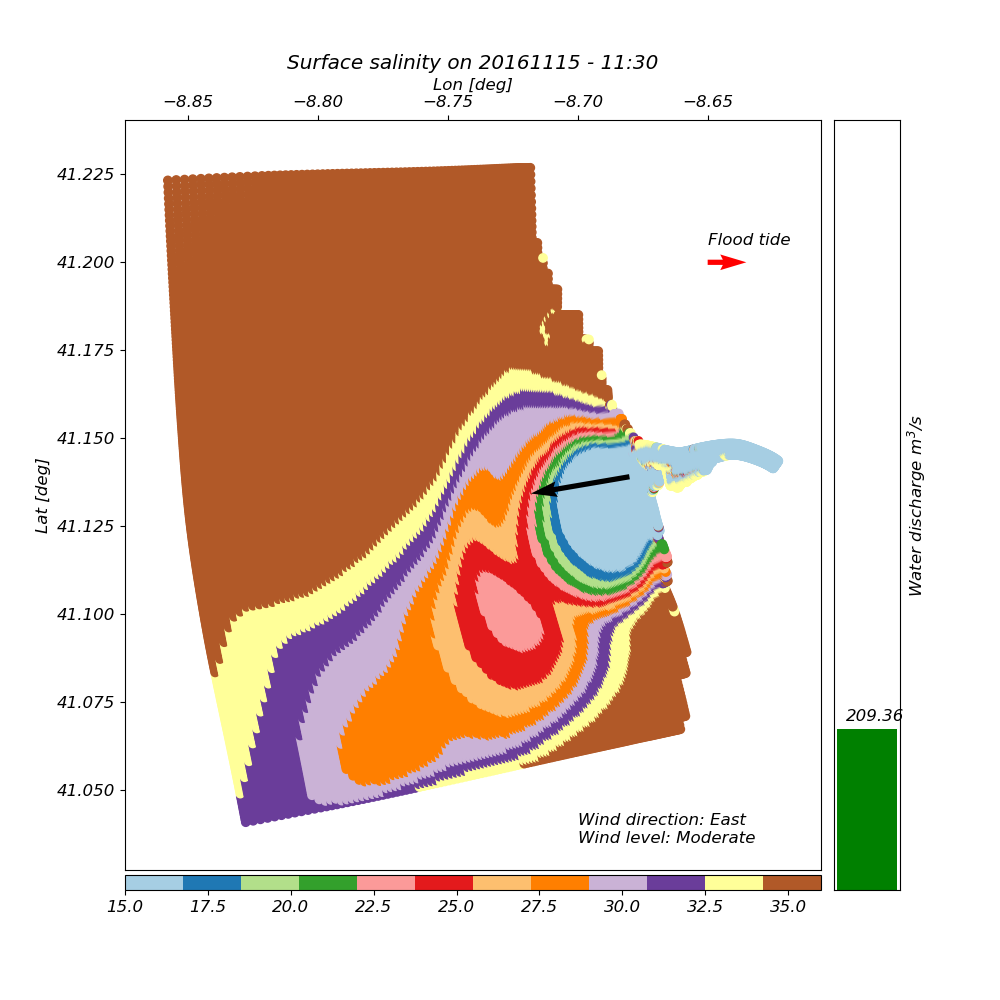 Surface salinity on 20161115 - 11:30
Lon [deg]
−8.85 −8.80 −8.75 −8.70 −8.65
41.225
41.200
41.175
41.150
41.125
41.100
41.075
41.050
Lat [deg]
Flood tide
Wind direction: East
Wind level: Moderate
15.0 17.5 20.0 22.5 25.0 27.5 30.0 32.5 35.0
209.36
Water discharge m³/s